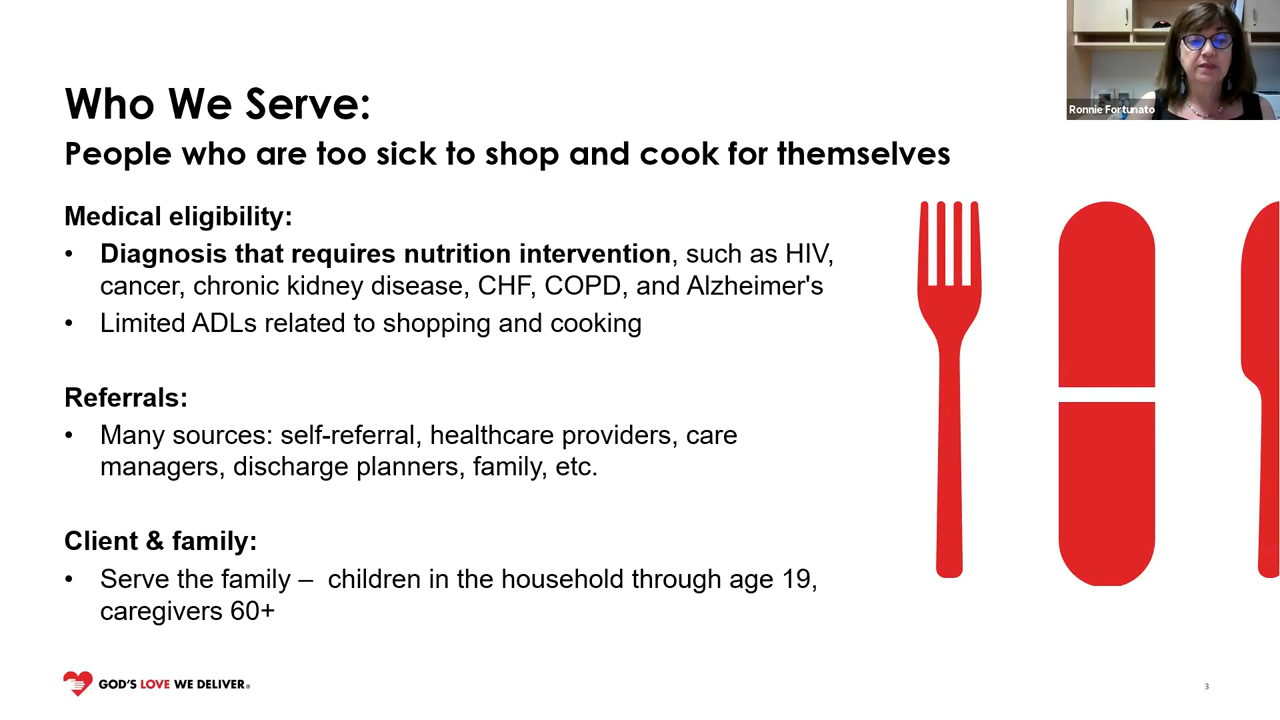 Who We Serve:
People who are too sick to shop and cook for themselves
Medical eligibility:
• Diagnosis that requires nutrition intervention, such as HIV,
cancer, chronic kidney disease, CHF, COPD, and Alzheimer's
• Limited ADLs related to shopping and cooking
Referrals:
• Many sources: self-referral, healthcare providers, care
managers, discharge planners, family, etc.
Client & family:
• Serve the family – children in the household through age 19,
caregivers 60+
GOD'S LOVE WE DELIVER®
3
Ronnie Fortunato